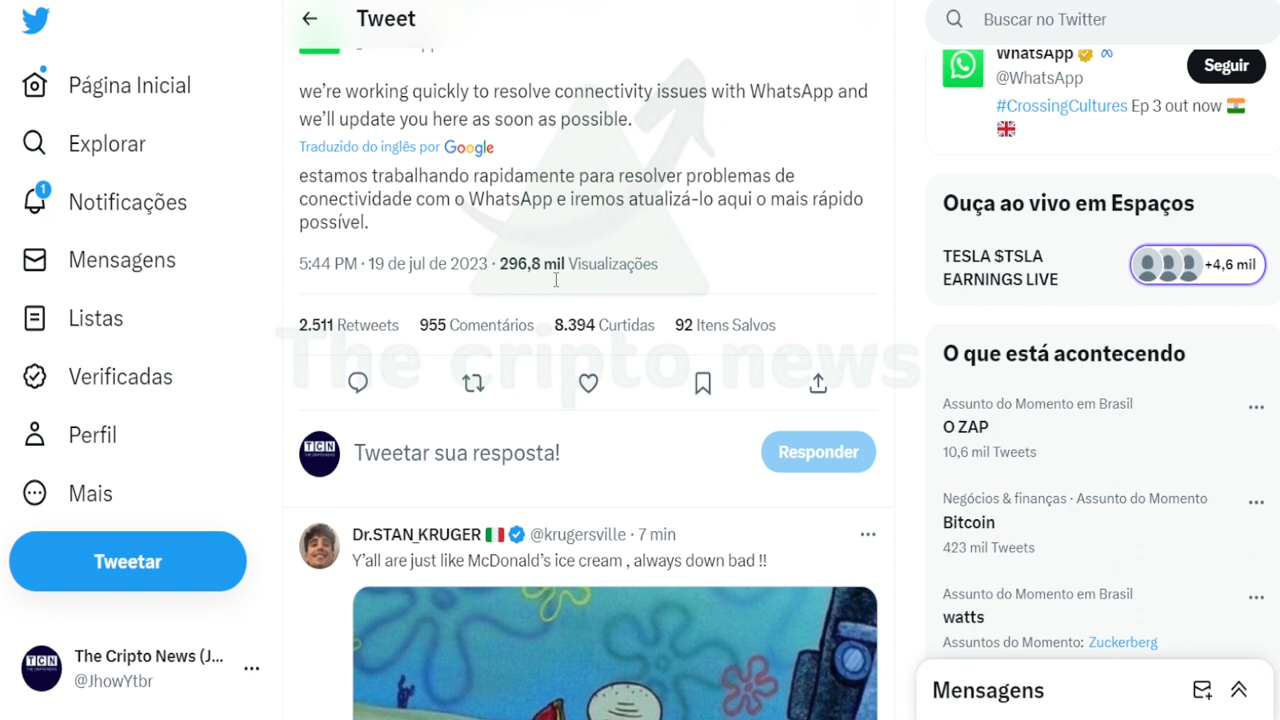 Tweet
Buscar no Twitter
Página Inicial
Explorar
1
Notificações
Mensagens
Listas
Verificadas
Perfil
Mais
Tweetar
TCN
The Cripto News (J...
@JhowYtbr
we're working quickly to resolve connectivity issues with WhatsApp and
we'll update you here as soon as possible.
Traduzido do inglês por Google
estamos trabalhando rapidamente para resolver problemas de
conectividade com o WhatsApp e iremos atualizá-lo aqui o mais rápido
possível.
5:44 PM · 19 de jul de 2023 · 296,8 mil Visualizações
2.511 Retweets 955 Comentários 8.394 Curtidas 92 Itens Salvos
The cripto news
TCN
Tweetar sua resposta!
Responder
Dr.STAN_KRUGER @krugersville · 7 min
Y'all are just like McDonald's ice cream , always down bad !!
WhatsApp
@WhatsApp
Seguir
#CrossingCultures Ep 3 out now
Ouça ao vivo em Espaços
TESLA $TSLA
EARNINGS LIVE
+4,6 mil
O que está acontecendo
Assunto do Momento em Brasil
O ZAP
10,6 mil Tweets
Negócios & finanças · Assunto do Momento
Bitcoin
423 mil Tweets
Assunto do Momento em Brasil
watts
Assuntos do Momento: Zuckerberg
Mensagens